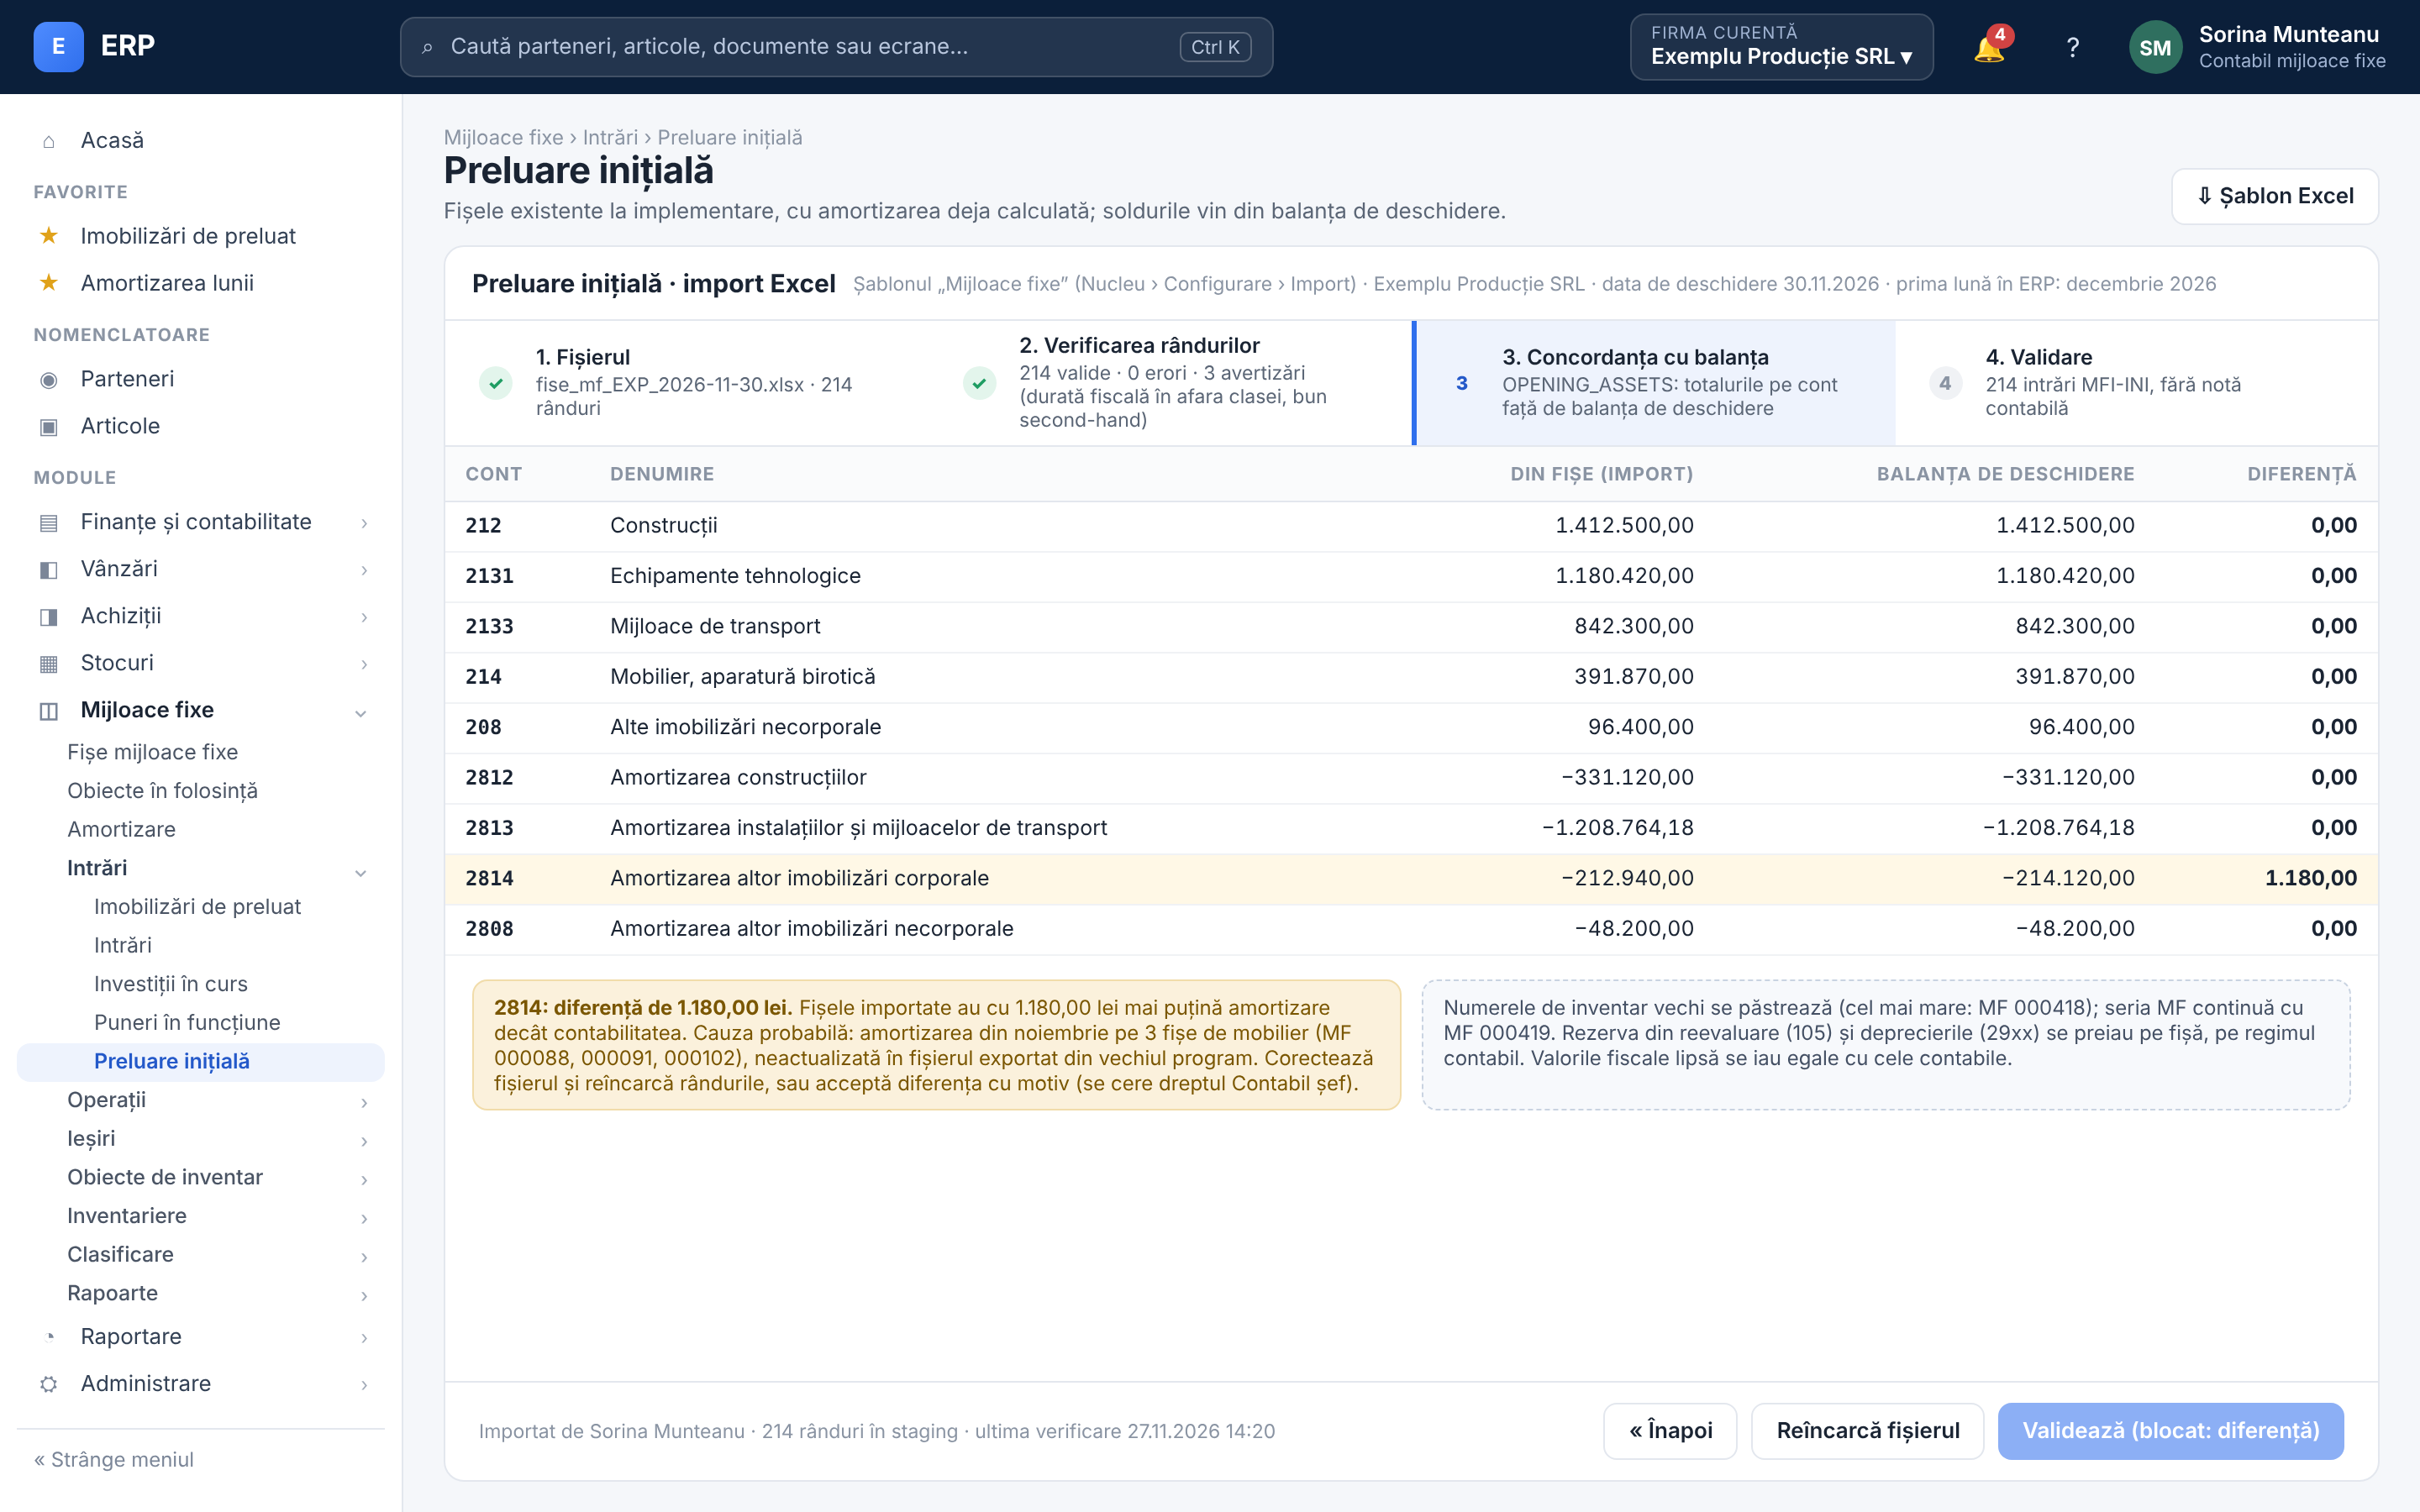 E ERP
Caută parteneri, articole, documente sau ecrane... Ctrl K
FIRMA CURENTĂ
Exemplu Producție SRL ▾
4
?
SM
Sorina Munteanu
Contabil mijloace fixe
Acasă
FAVORITE
Imobilizări de preluat
Amortizarea lunii
NOMENCLATOARE
Parteneri
Articole
MODULE
Finanțe și contabilitate
Vânzări
Achiziții
Stocuri
Mijloace fixe
Fișe mijloace fixe
Obiecte în folosință
Amortizare
Intrări
Imobilizări de preluat
Intrări
Investiții în curs
Puneri în funcțiune
Preluare inițială
Operații
Ieșiri
Obiecte de inventar
Inventariere
Clasificare
Rapoarte
Raportare
Administrare
« Strânge meniul
Mijloace fixe › Intrări › Preluare inițială
Preluare inițială
Fișele existente la implementare, cu amortizarea deja calculată; soldurile vin din balanța de deschidere.
⇩ Șablon Excel
Preluare inițială · import Excel Șablonul „Mijloace fixe” (Nucleu › Configurare › Import) · Exemplu Producție SRL · data de deschidere 30.11.2026 · prima lună în ERP: decembrie 2026
✓ 1. Fișierul
fise_mf_EXP_2026-11-30.xlsx · 214
rânduri
✓ 2. Verificarea rândurilor
214 valide · 0 erori · 3 avertizări
(durată fiscală în afara clasei, bun
second-hand)
3 3. Concordanța cu balanța
OPENING_ASSETS: totalurile pe cont
față de balanța de deschidere
4 4. Validare
214 intrări MFI-INI, fără notă
contabilă
CONT DENUMIRE DIN FIȘE (IMPORT) BALANȚA DE DESCHIDERE DIFERENȚĂ
212 Construcții 1.412.500,00 1.412.500,00 0,00
2131 Echipamente tehnologice 1.180.420,00 1.180.420,00 0,00
2133 Mijloace de transport 842.300,00 842.300,00 0,00
214 Mobilier, aparatură birotică 391.870,00 391.870,00 0,00
208 Alte imobilizări necorporale 96.400,00 96.400,00 0,00
2812 Amortizarea construcțiilor −331.120,00 −331.120,00 0,00
2813 Amortizarea instalațiilor și mijloacelor de transport −1.208.764,18 −1.208.764,18 0,00
2814 Amortizarea altor imobilizări corporale −212.940,00 −214.120,00 1.180,00
2808 Amortizarea altor imobilizări necorporale −48.200,00 −48.200,00 0,00
2814: diferență de 1.180,00 lei. Fișele importate au cu 1.180,00 lei mai puțină amortizare
decât contabilitatea. Cauza probabilă: amortizarea din noiembrie pe 3 fișe de mobilier (MF
000088, 000091, 000102), neactualizată în fișierul exportat din vechiul program. Corectează
fișierul și reîncarcă rândurile, sau acceptă diferența cu motiv (se cere dreptul Contabil șef).
Numerele de inventar vechi se păstrează (cel mai mare: MF 000418); seria MF continuă cu
MF 000419. Rezerva din reevaluare (105) și deprecierile (29xx) se preiau pe fișă, pe regimul
contabil. Valorile fiscale lipsă se iau egale cu cele contabile.
Importat de Sorina Munteanu · 214 rânduri în staging · ultima verificare 27.11.2026 14:20
« Înapoi
Reîncarcă fișierul
Validează (blocat: diferență)